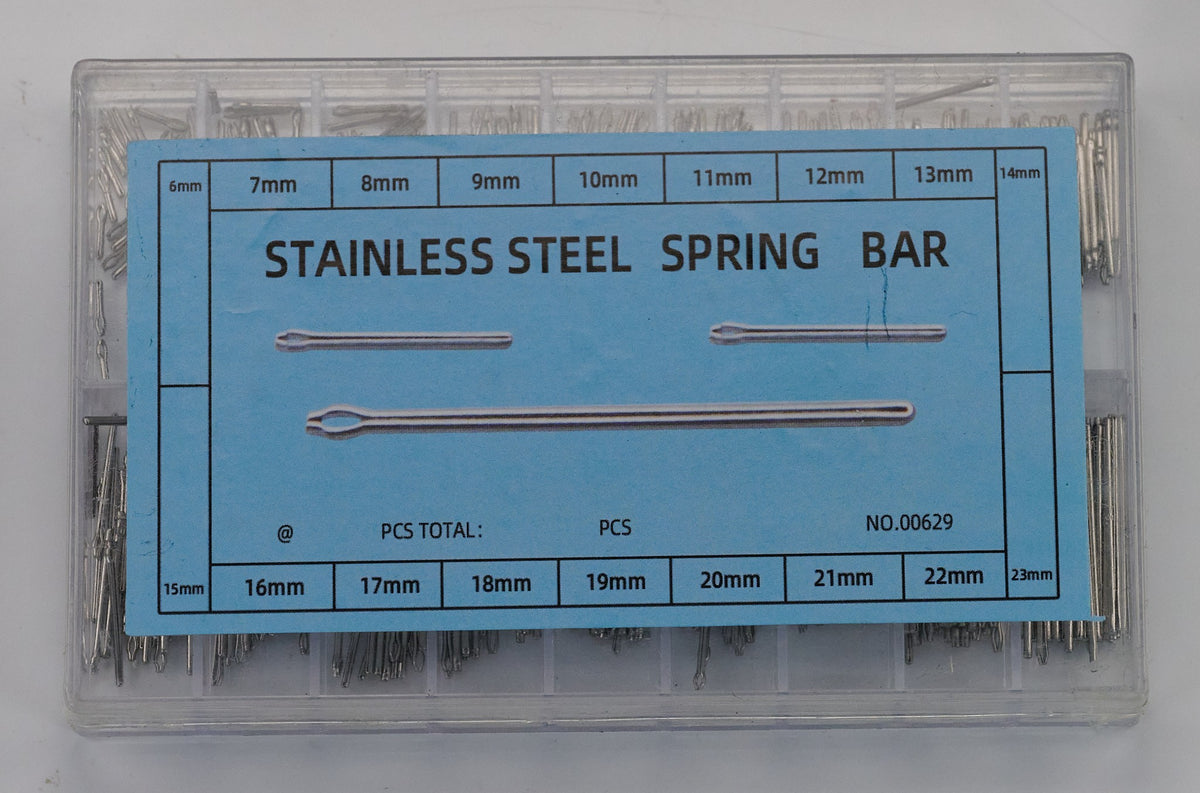 6mm 7mm 8mm 9mm 10mm 11mm 12mm 13mm 14mm
STAINLESS STEEL SPRING BAR
@ PCS TOTAL: PCS NO.00629
15mm 16mm 17mm 18mm 19mm 20mm 21mm 22mm 23mm